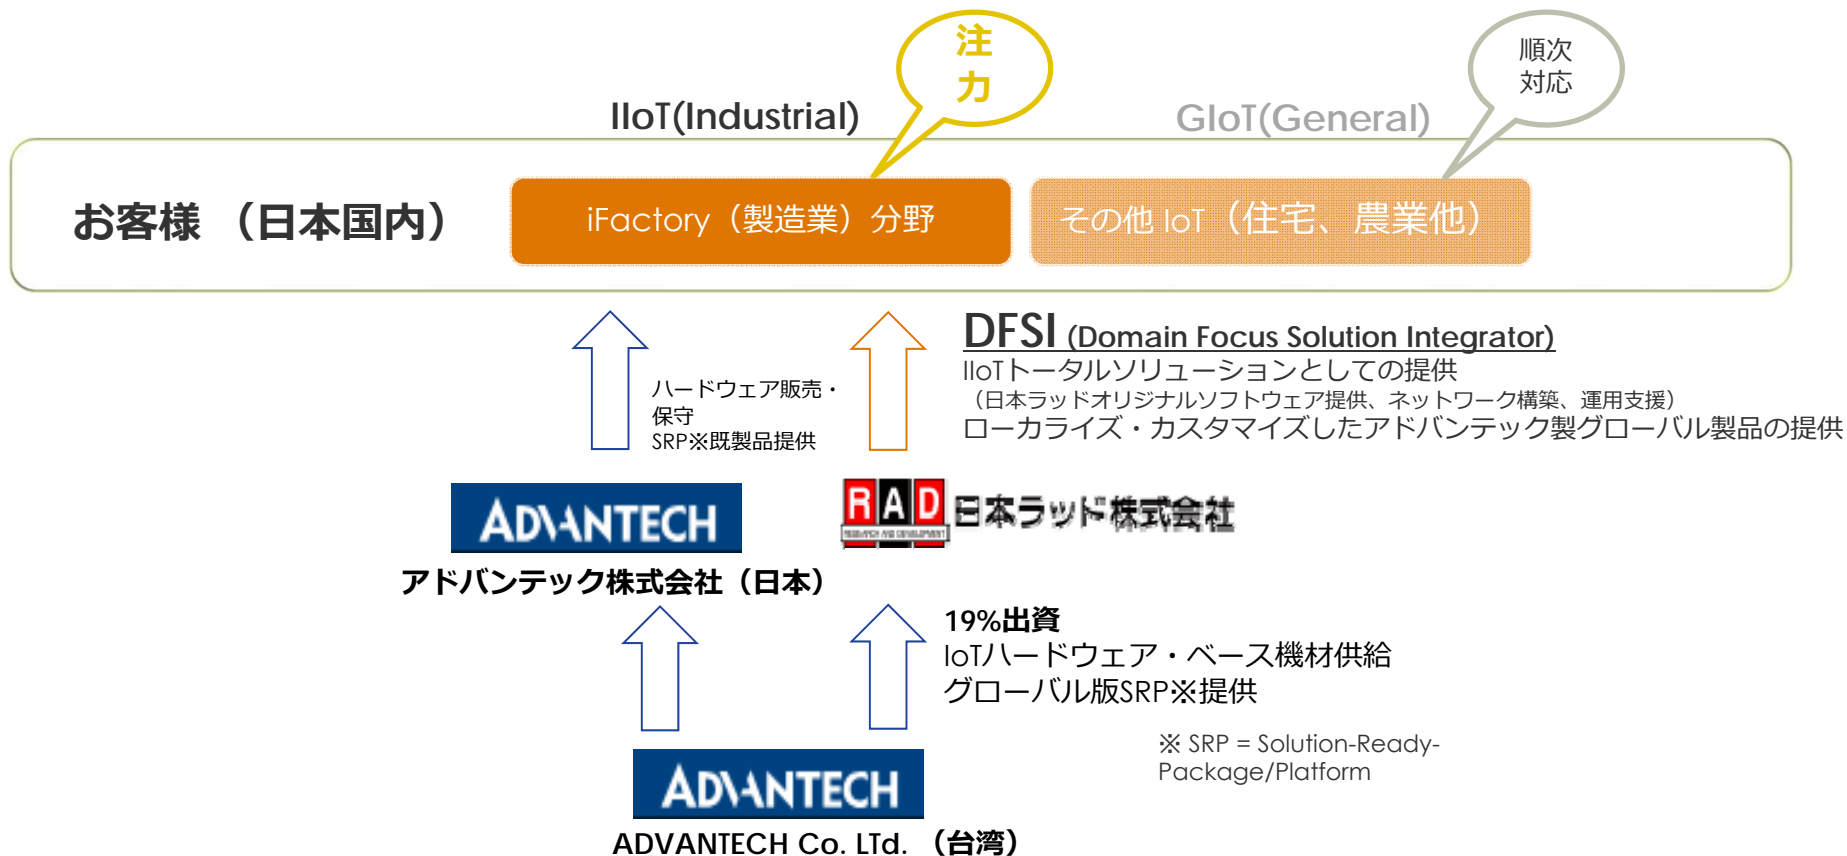 注
力
順次
対応
IIoT(Industrial)
GIoT(General)
お客様 （日本国内）
iFactory（製造業）分野
その他 IoT（住宅、農業他）
ハードウェア販売・
保守
SRP※既製品提供
DFSI (Domain Focus Solution Integrator)
IIoTトータルソリューションとしての提供
（日本ラッドオリジナルソフトウェア提供、ネットワーク構築、運用支援）
ローカライズ・カスタマイズしたアドバンテック製グローバル製品の提供
ADVANTECH
アドバンテック株式会社（日本）
RAD
RESEARCH AND DEVELOPMENT
日本ラッド株式会社
19%出資
IoTハードウェア・ベース機材供給
グローバル版SRP※提供
※ SRP = Solution-Ready-
Package/Platform
ADVANTECH
ADVANTECH Co. LTd. （台湾）